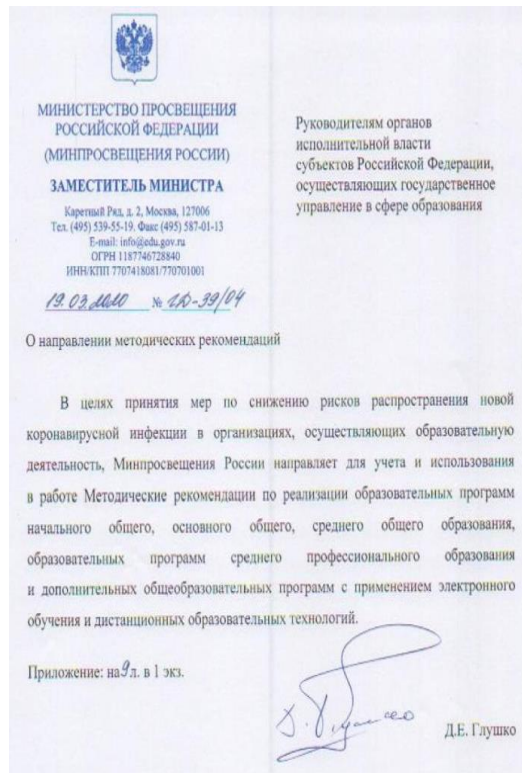 МИНИСТЕРСТВО ПРОСВЕЩЕНИЯ
РОССИЙСКОЙ ФЕДЕРАЦИИ
(МИНПРОСВЕЩЕНИЯ РОССИИ)
ЗАМЕСТИТЕЛЬ МИНИСТРА
Каретный Ряд, д. 2, Москва, 127006
Тел. (495) 539-55-19. Факс (495) 587-01-13
E-mail: info@edu.gov.ru
ОГРН 1187746728840
ИНН/КПП 7707418081/770701001
19.03.2020 № ГД-39/04
Руководителям органов
исполнительной власти
субъектов Российской Федерации,
осуществляющих государственное
управление в сфере образования
О направлении методических рекомендаций
В целях принятия мер по снижению рисков распространения новой
коронавирусной инфекции в организациях, осуществляющих образовательную
деятельность, Минпросвещения России направляет для учета и использования
в работе Методические рекомендации по реализации образовательных программ
начального общего, основного общего, среднего общего образования,
образовательных программ среднего профессионального образования
и дополнительных общеобразовательных программ с применением электронного
обучения и дистанционных образовательных технологий.
Приложение: на 9 л. в 1 экз.
Д. Глушко
Д.Е. Глушко